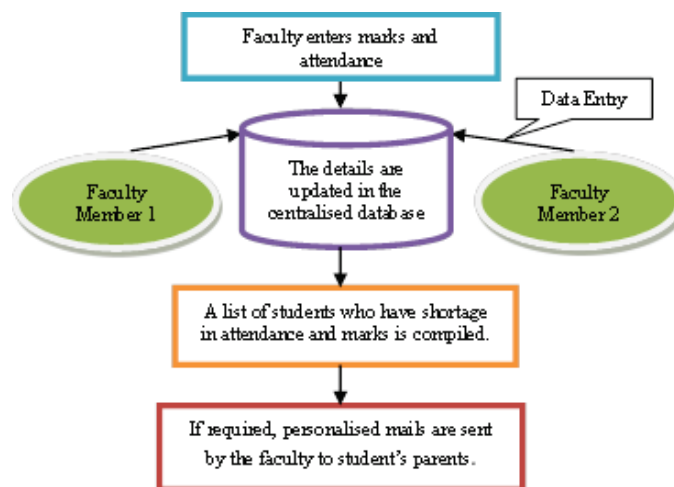 Faculty enters marks and
attendance
Data Entry
The details are
updated in the
centralised database
Faculty
Member 1
Faculty
Member 2
A list of students who have shortage
in attendance and marks is compiled.
If required, personalised mails are sent
by the faculty to student's parents.